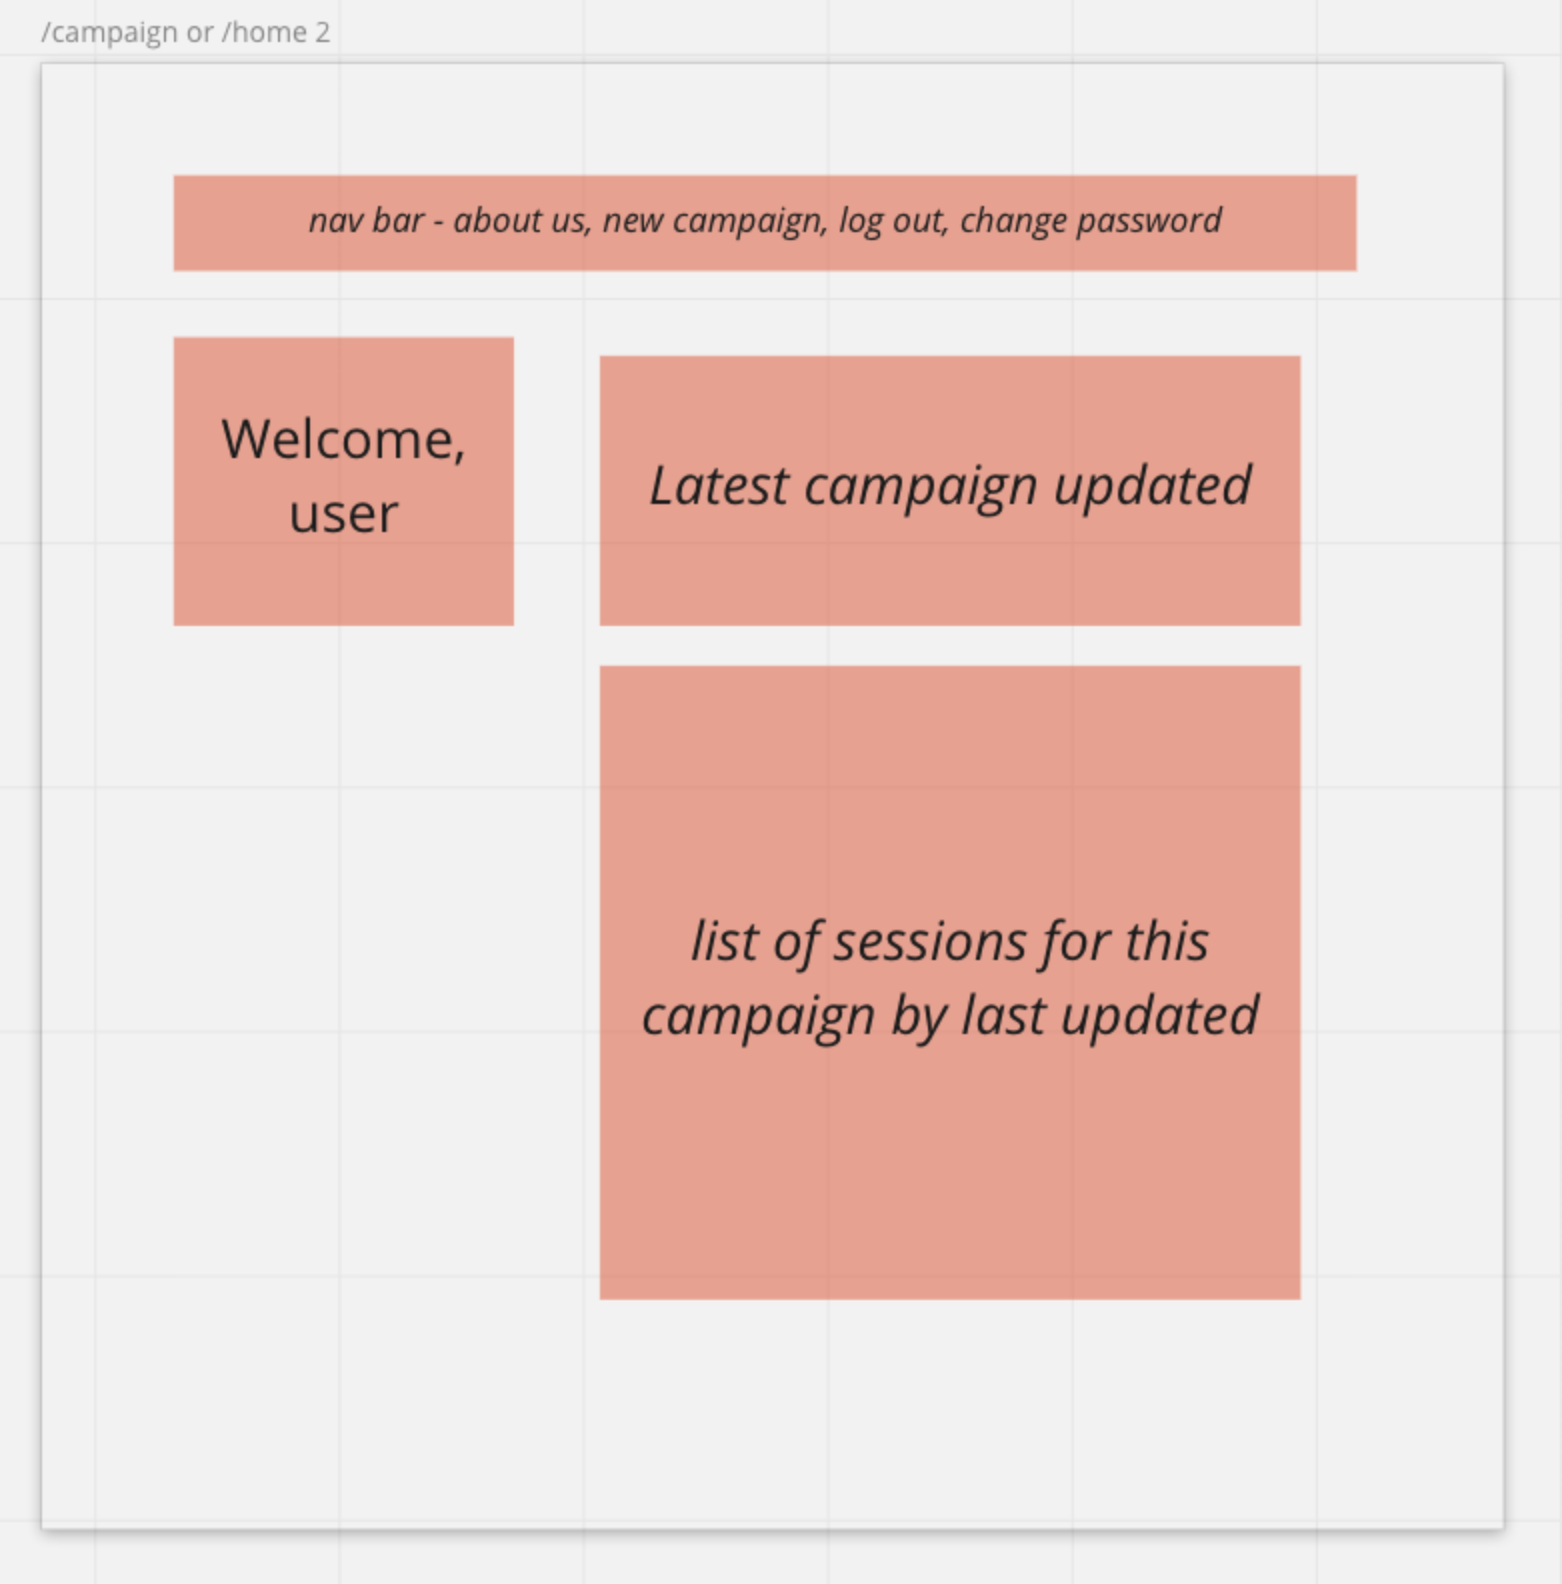 /campaign or /home 2
nav bar - about us, new campaign, log out, change password
Welcome,
user
Latest campaign updated
list of sessions for this
campaign by last updated